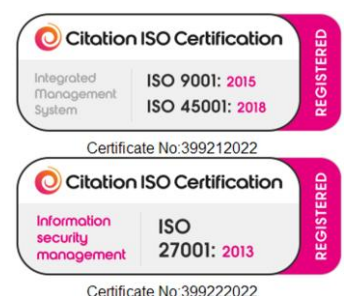 Citation ISO Certification
REGISTERED
Integrated
Management
System
ISO 9001: 2015
ISO 45001: 2018
Certificate No:399212022
Citation ISO Certification
REGISTERED
Information
security
management
ISO
27001: 2013
Certificate No:399222022